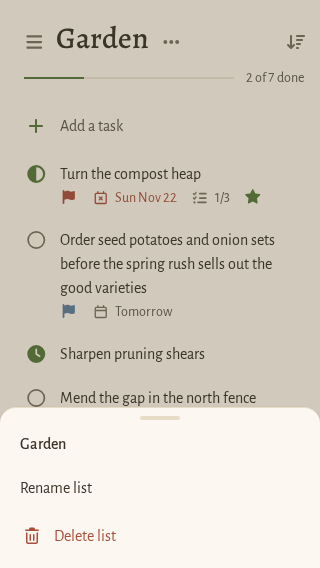 Garden
2 of 7 done
Add a task
Turn the compost heap
Sun Nov 22 1/3
Order seed potatoes and onion sets
before the spring rush sells out the
good varieties
Tomorrow
Sharpen pruning shears
Mend the gap in the north fence
Garden
Rename list
Delete list